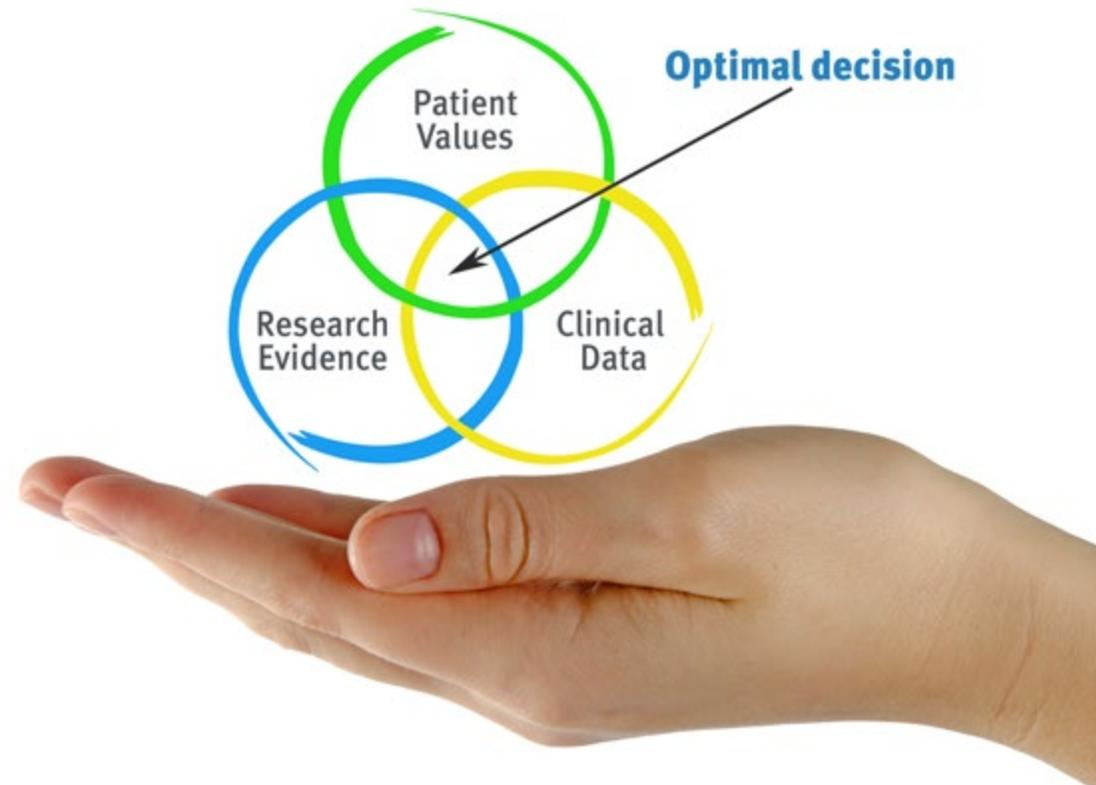 Optimal decision
Patient
Values
Research
Evidence
Clinical
Data